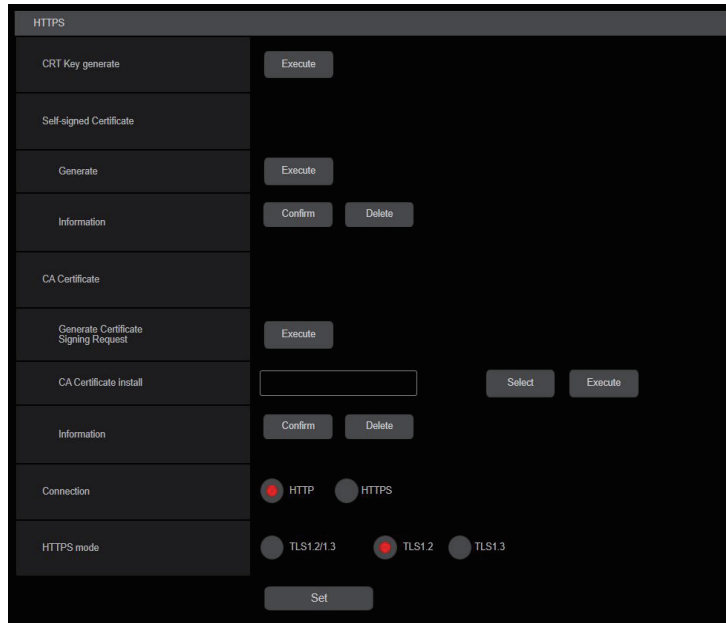 HTTPS
CRT Key generate Execute
Self-signed Certificate
Generate Execute
Information Confirm Delete
CA Certificate
Generate Certificate
Signing Request Execute
CA Certificate install Select Execute
Information Confirm Delete
Connection HTTP HTTPS
HTTPS mode TLS1.2/1.3 TLS1.2 TLS1.3
Set